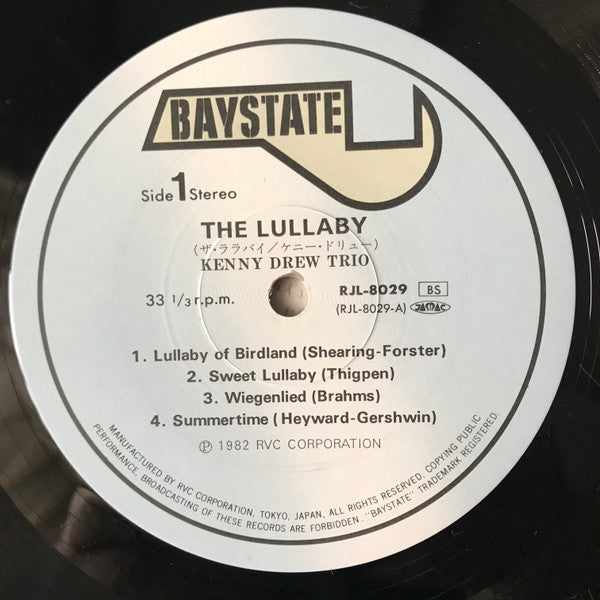 BAYSTATE
Side 1 Stereo
THE LULLABY
(ザ・ララバイ/ケニー・ドリュー)
KENNY DREW TRIO
33 1/3 r.p.m.
RJL-8029 BS
(RJL-8029-A) JASRAC
1. Lullaby of Birdland (Shearing-Forster)
2. Sweet Lullaby (Thigpen)
3. Wiegenlied (Brahms)
4. Summertime (Heyward-Gershwin)
Ⓟ 1982 RVC CORPORATION
MANUFACTURED BY RVC CORPORATION, TOKYO, JAPAN. ALL RIGHTS RESERVED, COPYING PUBLIC
PERFORMANCE, BROADCASTING OF THESE RECORDS ARE FORBIDDEN. "BAYSTATE" TRADEMARK REGISTERED.